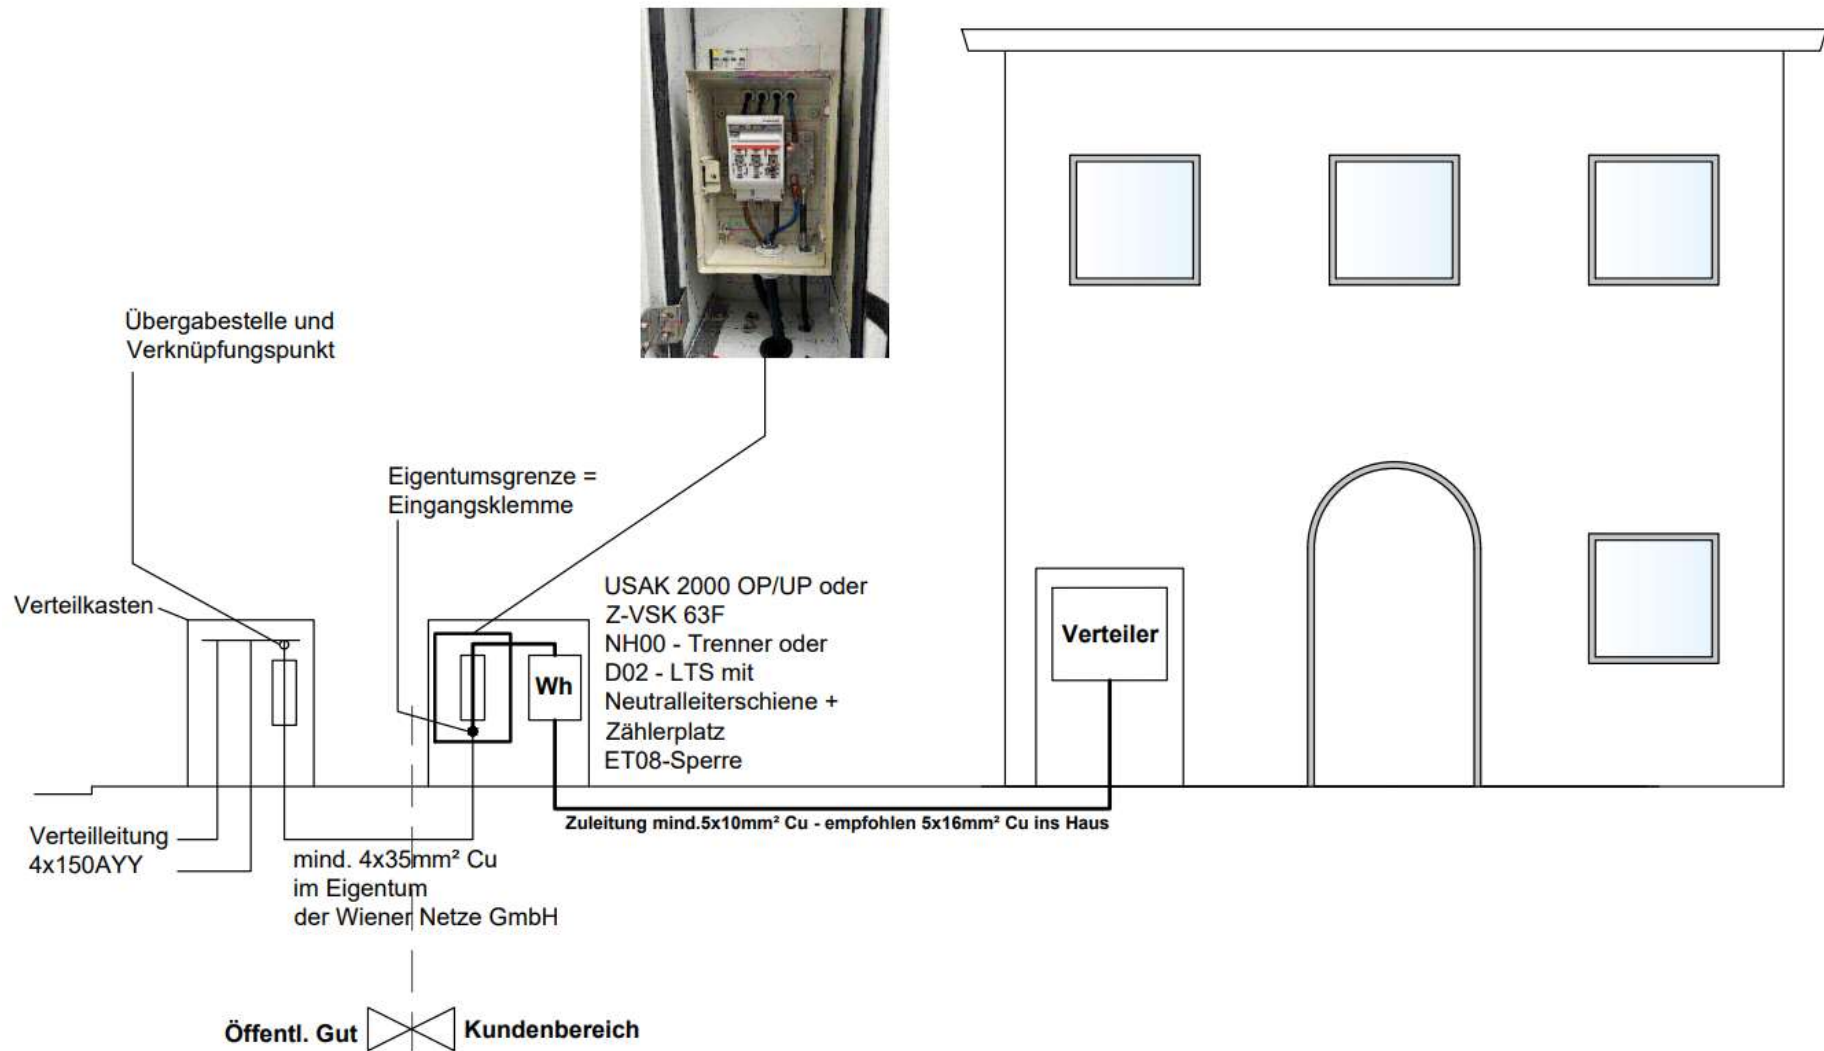 Übergabestelle und
Verknüpfungspunkt
Eigentumsgrenze =
Eingangsklemme
Verteilkasten
USAK 2000 OP/UP oder
Z-VSK 63F
NH00 - Trenner oder
D02 - LTS mit
Neutralleiterschiene +
Zählerplatz
ET08-Sperre
Wh
Verteiler
Zuleitung mind.5x10mm² Cu - empfohlen 5x16mm² Cu ins Haus
Verteilleitung
4x150AYY
mind. 4x35mm² Cu
im Eigentum
der Wiener Netze GmbH
Öffentl. Gut
Kundenbereich